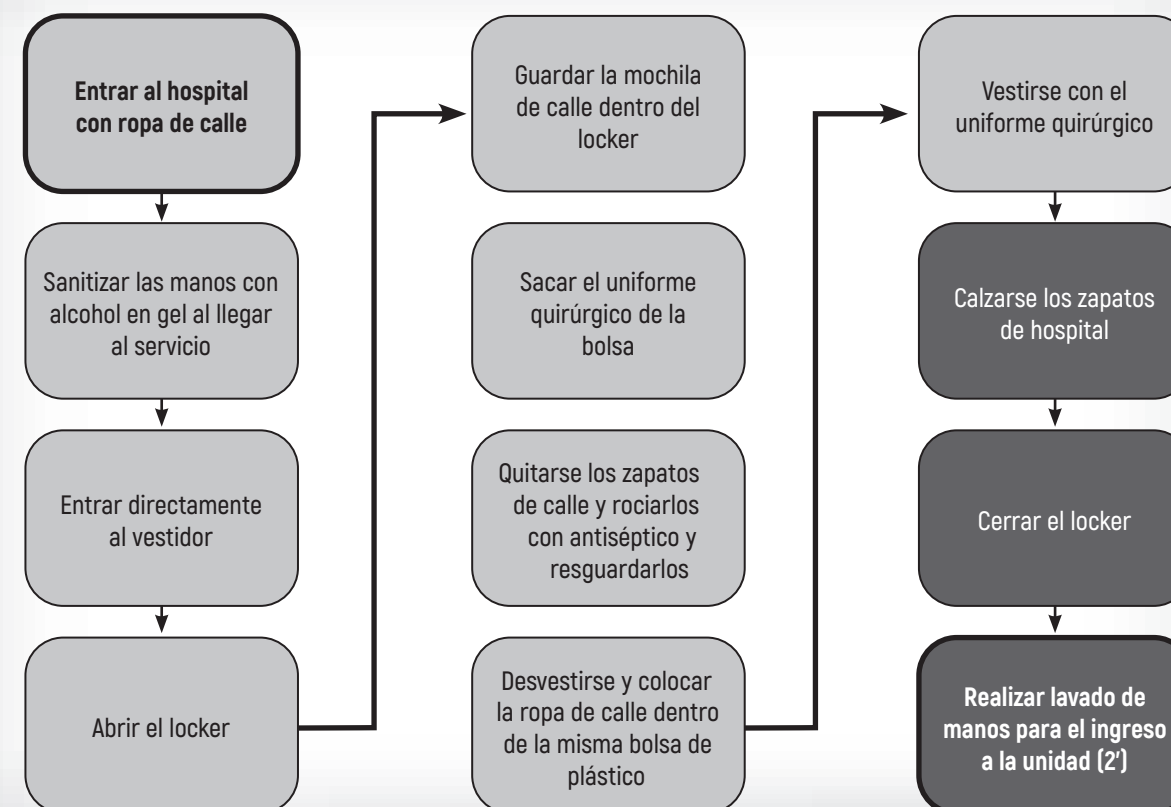 Entrar al hospital
con ropa de calle
Sanitizar las manos con
alcohol en gel al llegar
al servicio
Entrar directamente
al vestidor
Abrir el locker
Guardar la mochila
de calle dentro del
locker
Sacar el uniforme
quirúrgico de la
bolsa
Quitarse los zapatos
de calle y rociarlos
con antiséptico y
resguardarlos
Desvestirse y colocar
la ropa de calle dentro
de la misma bolsa de
plástico
Vestirse con el
uniforme quirúrgico
Calzarse los zapatos
de hospital
Cerrar el locker
Realizar lavado de
manos para el ingreso
a la unidad (2')